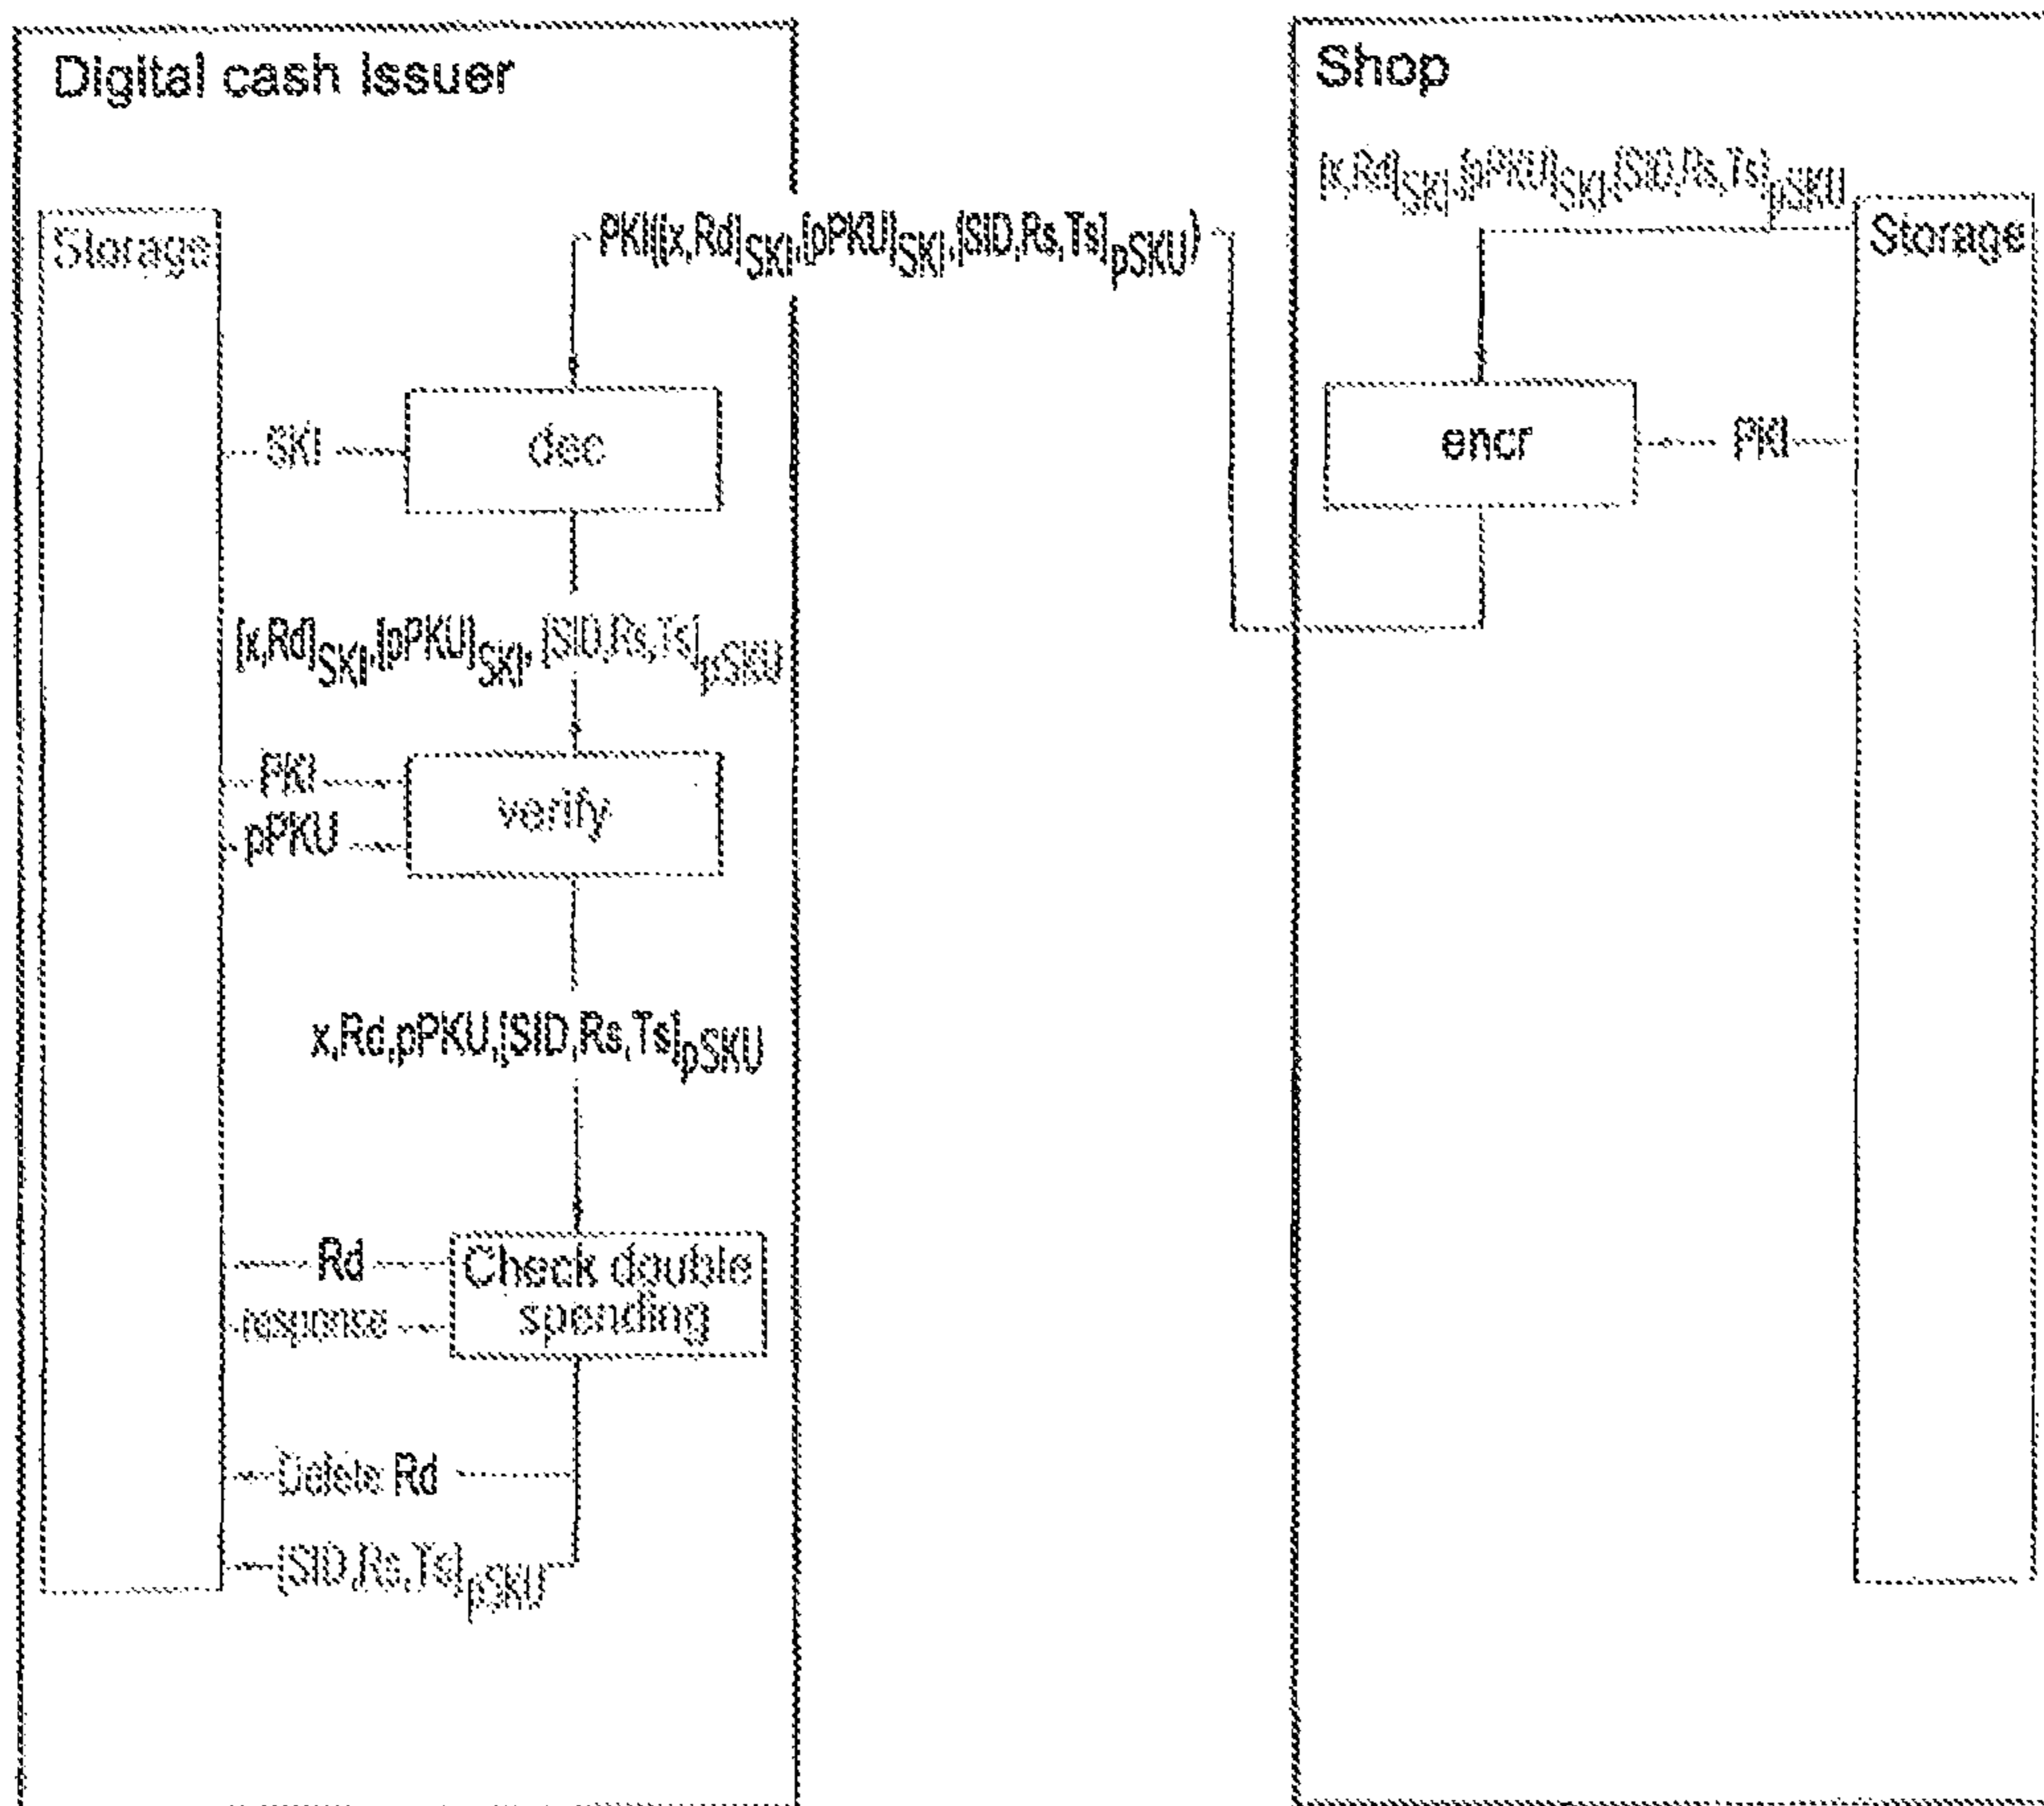 Digital cash issuer
Storage
PKI([x,Rd]SKI,[pPKU]SKI,[SID,Rs,Ts]pSKU)
SKI
dec
[x,Rd]SKI,[pPKU]SKI, [SID,Rs,Ts]pSKU
PKI
pPKU
verify
x,Rd,pPKU,[SID,Rs,Ts]pSKU
Rd
response
Check double
spending
Delete Rd
[SID,Rs,Ts]pSKU
Shop
[x,Rd]SKI,[pPKU]SKI,[SID,Rs,Ts]pSKU
Storage
encr
PKI